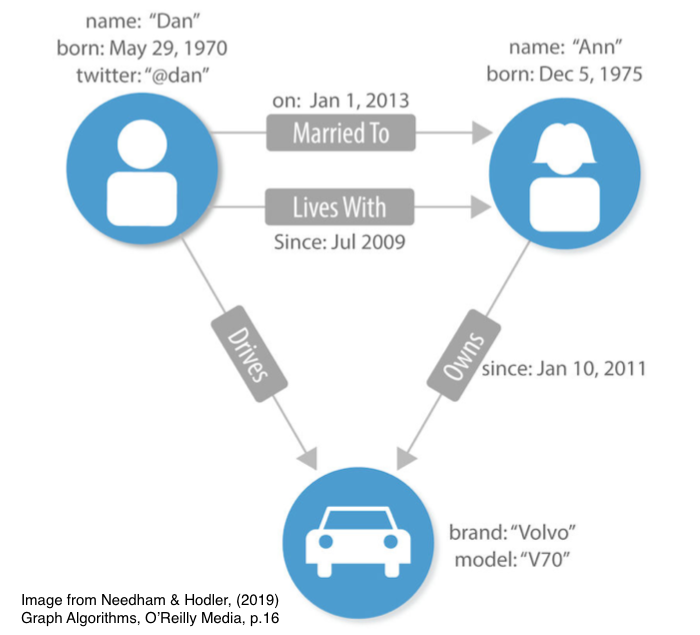 name: “Dan”
born: May 29, 1970
twitter: “@dan”
name: “Ann”
born: Dec 5, 1975
on: Jan 1, 2013
Married To
Lives With
Since: Jul 2009
Drives
Owns
since: Jan 10, 2011
brand: “Volvo”
model: “V70”
Image from Needham & Hodler, (2019)
Graph Algorithms, O'Reilly Media, p.16